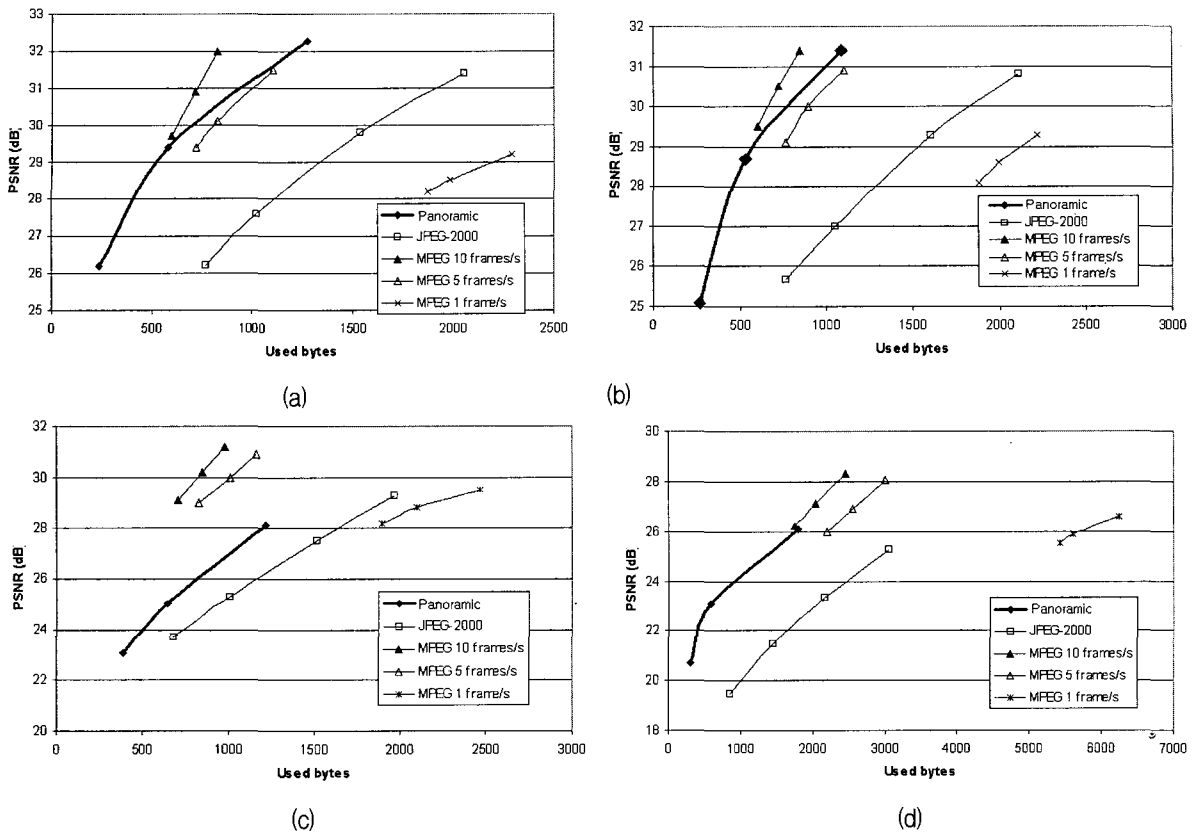 33
32
31
30
29
28
27
26
25
PSNR (dB)
0 500 1000 1500 2000 2500
Used bytes
Panoramic
JPEG-2000
MPEG 10 frames/s
MPEG 5 frames/s
MPEG 1 frame/s
(a)
32
31
30
29
28
27
26
25
PSNR (dB)
0 500 1000 1500 2000 2500 3000
Used bytes
Panoramic
JPEG-2000
MPEG 10 frames/s
MPEG 5 frames/s
MPEG 1 frame/s
(b)
32
30
28
26
24
22
20
PSNR (dB)
0 500 1000 1500 2000 2500 3000
Used bytes
Panoramic
JPEG-2000
MPEG 10 frames/s
MPEG 5 frames/s
MPEG 1 frame/s
(c)
30
28
26
24
22
20
18
PSNR (dB)
0 1000 2000 3000 4000 5000 6000 7000
Used bytes
Panoramic
JPEG-2000
MPEG 10 frames/s
MPEG 5 frames/s
MPEG 1 frame/s
(d)